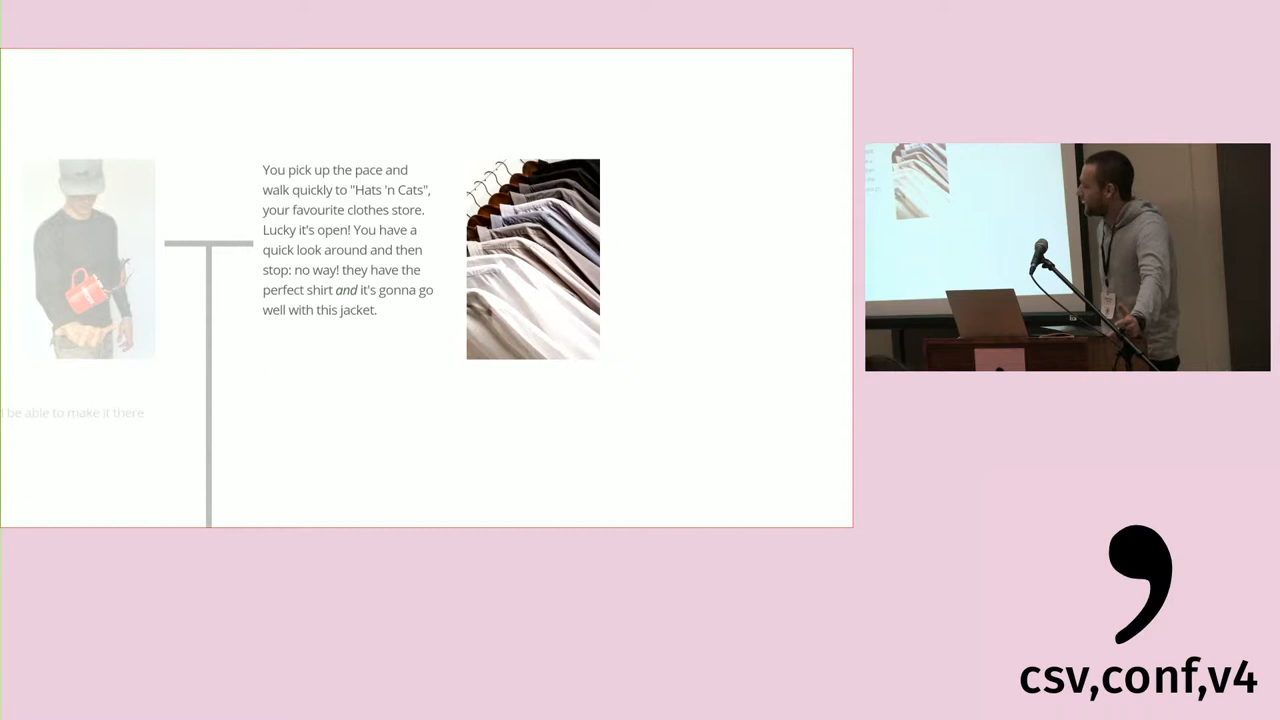 You pick up the pace and
walk quickly to "Hats 'n Cats",
your favourite clothes store.
Lucky it's open! You have a
quick look around and then
stop: no way! they have the
perfect shirt and it's gonna go
well with this jacket.
be able to make it there
csv,conf,v4